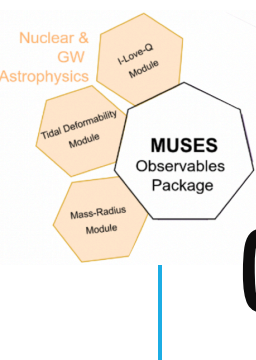 Nuclear &
GW
Astrophysics
I-Love-Q
Module
Tidal Deformability
Module
MUSES
Observables
Package
Mass-Radius
Module